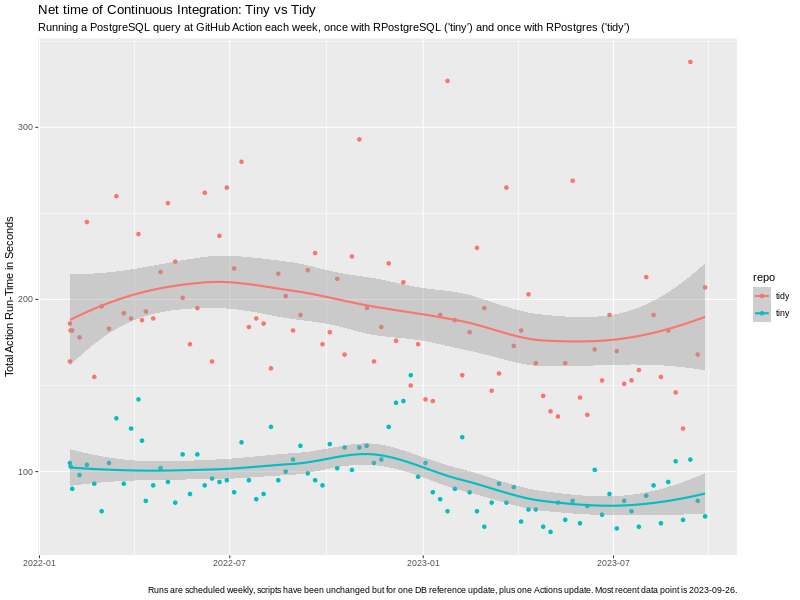 Net time of Continuous Integration: Tiny vs Tidy
Running a PostgreSQL query at GitHub Action each week, once with RPostgreSQL ('tiny') and once with RPostgres ('tidy')
Total Action Run-Time in Seconds
300
200
100
2022-01
2022-07
2023-01
2023-07
repo
tidy
tiny
Runs are scheduled weekly, scripts have been unchanged but for one DB reference update, plus one Actions update. Most recent data point is 2023-09-26.